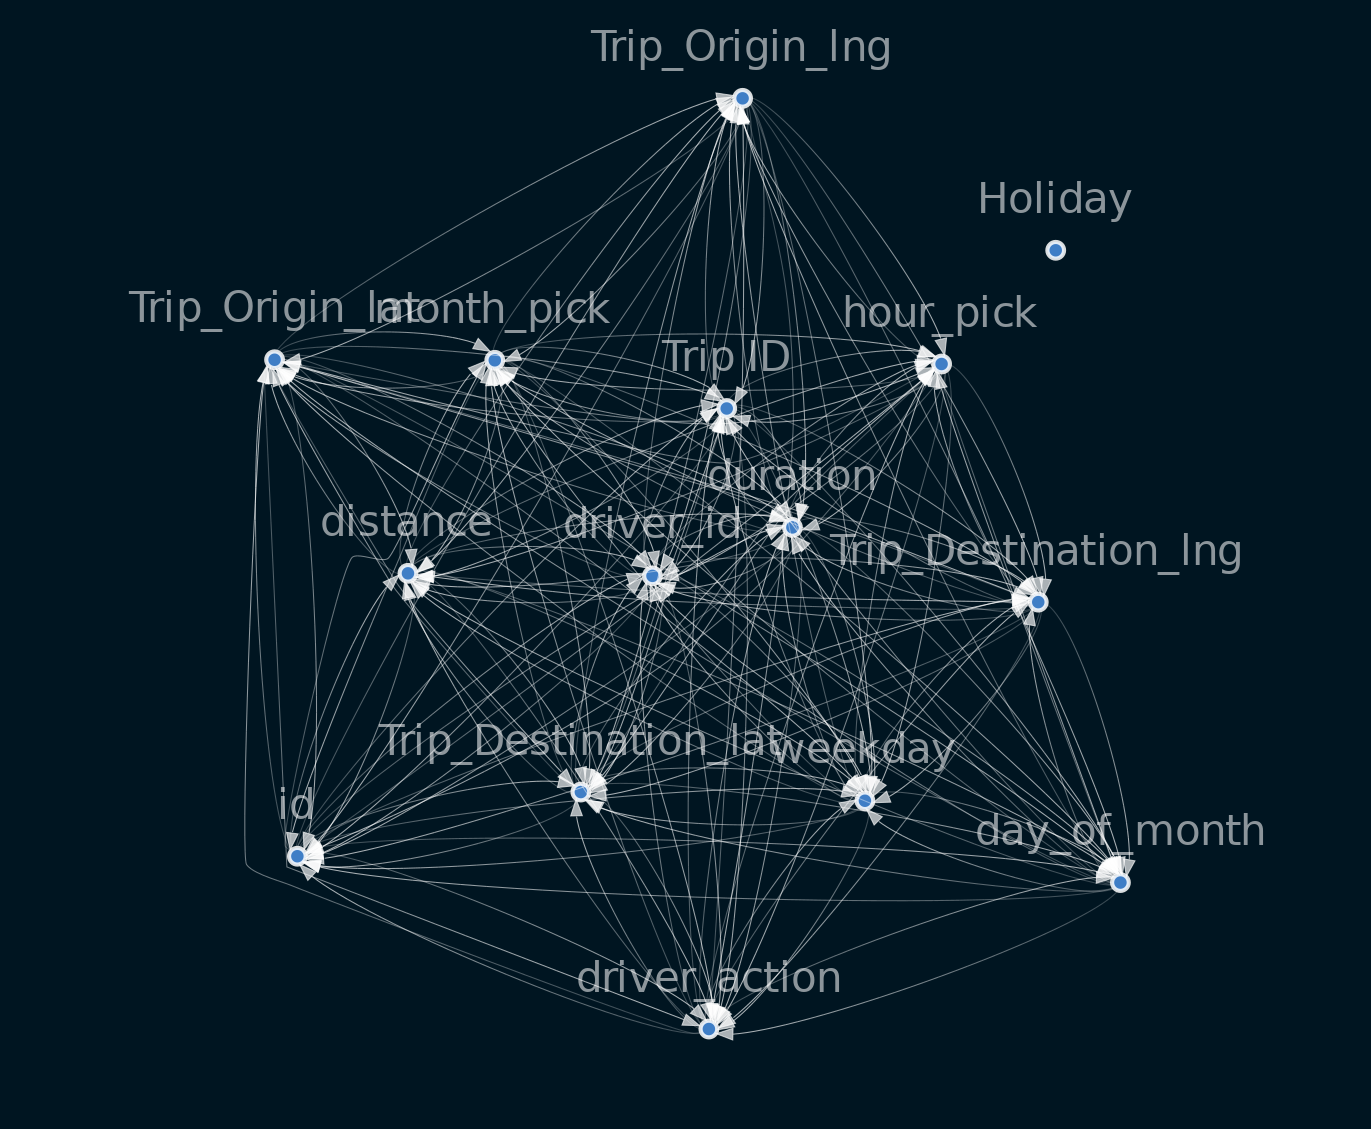 Trip_Origin_lng
Holiday
Trip_Origin_lat
month_pick
hour_pick
Trip ID
duration
distance
driver_id
Trip_Destination_lng
Trip_Destination_lat
weekday
id
day_of_month
driver_action